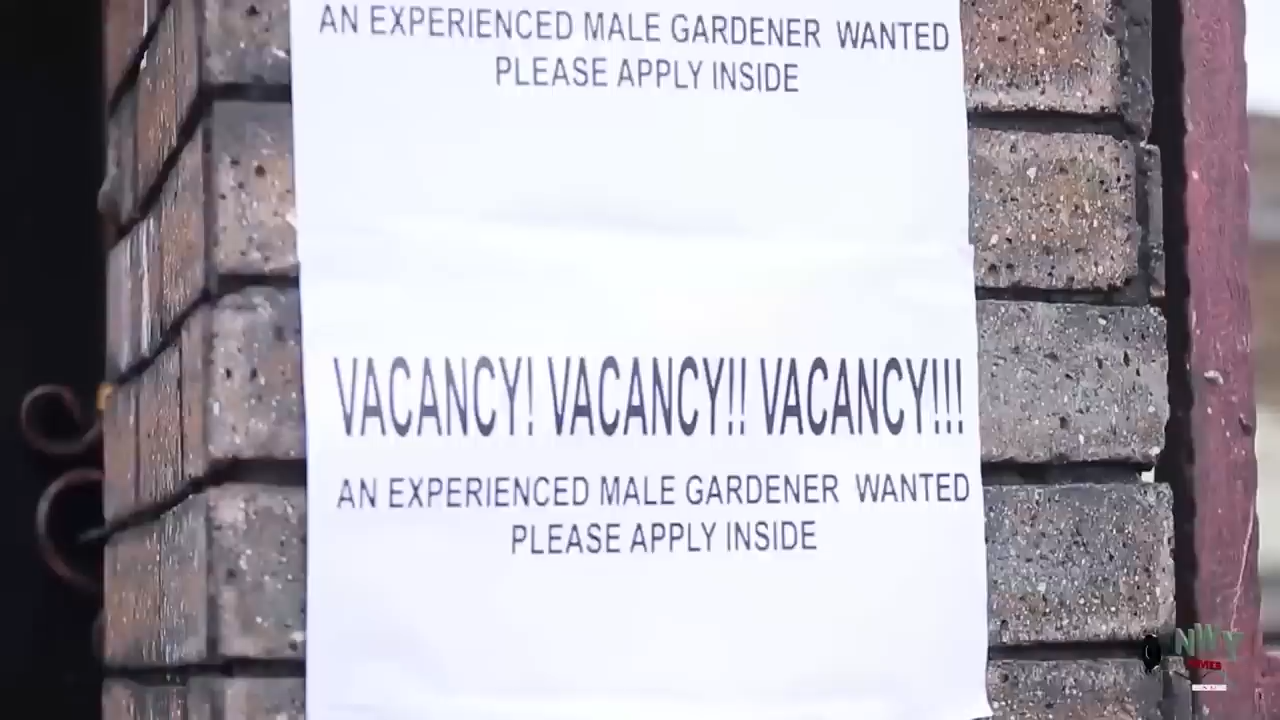 AN EXPERIENCED MALE GARDENER WANTED
PLEASE APPLY INSIDE
VACANCY! VACANCY!! VACANCY!!!
AN EXPERIENCED MALE GARDENER WANTED
PLEASE APPLY INSIDE